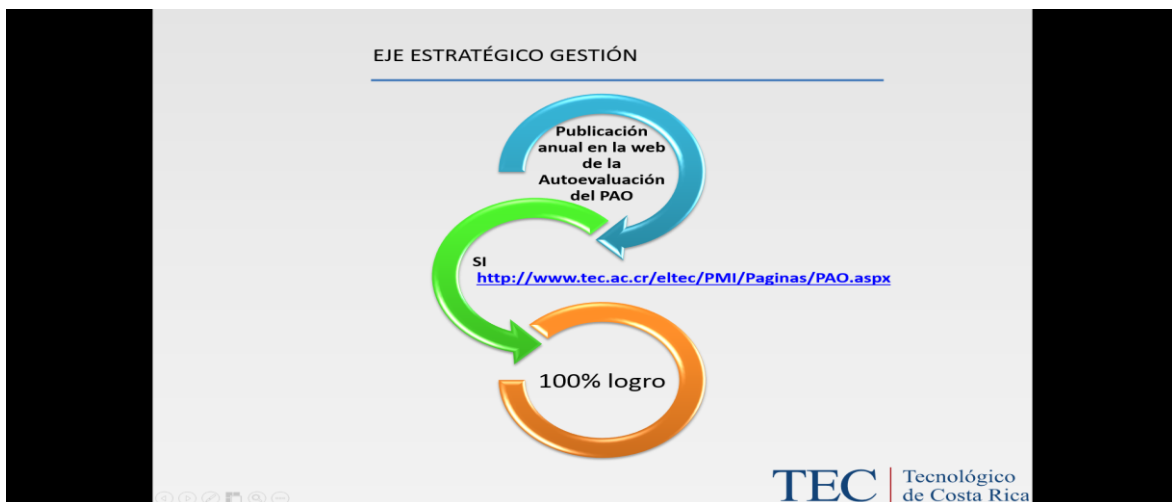 EJE ESTRATÉGICO GESTIÓN
Publicación
anual en la web
de la
Autoevaluación
del PAO
SI
http://www.tec.ac.cr/eltec/PMI/Paginas/PAO.aspx
100% logro
TEC | Tecnológico
de Costa Rica